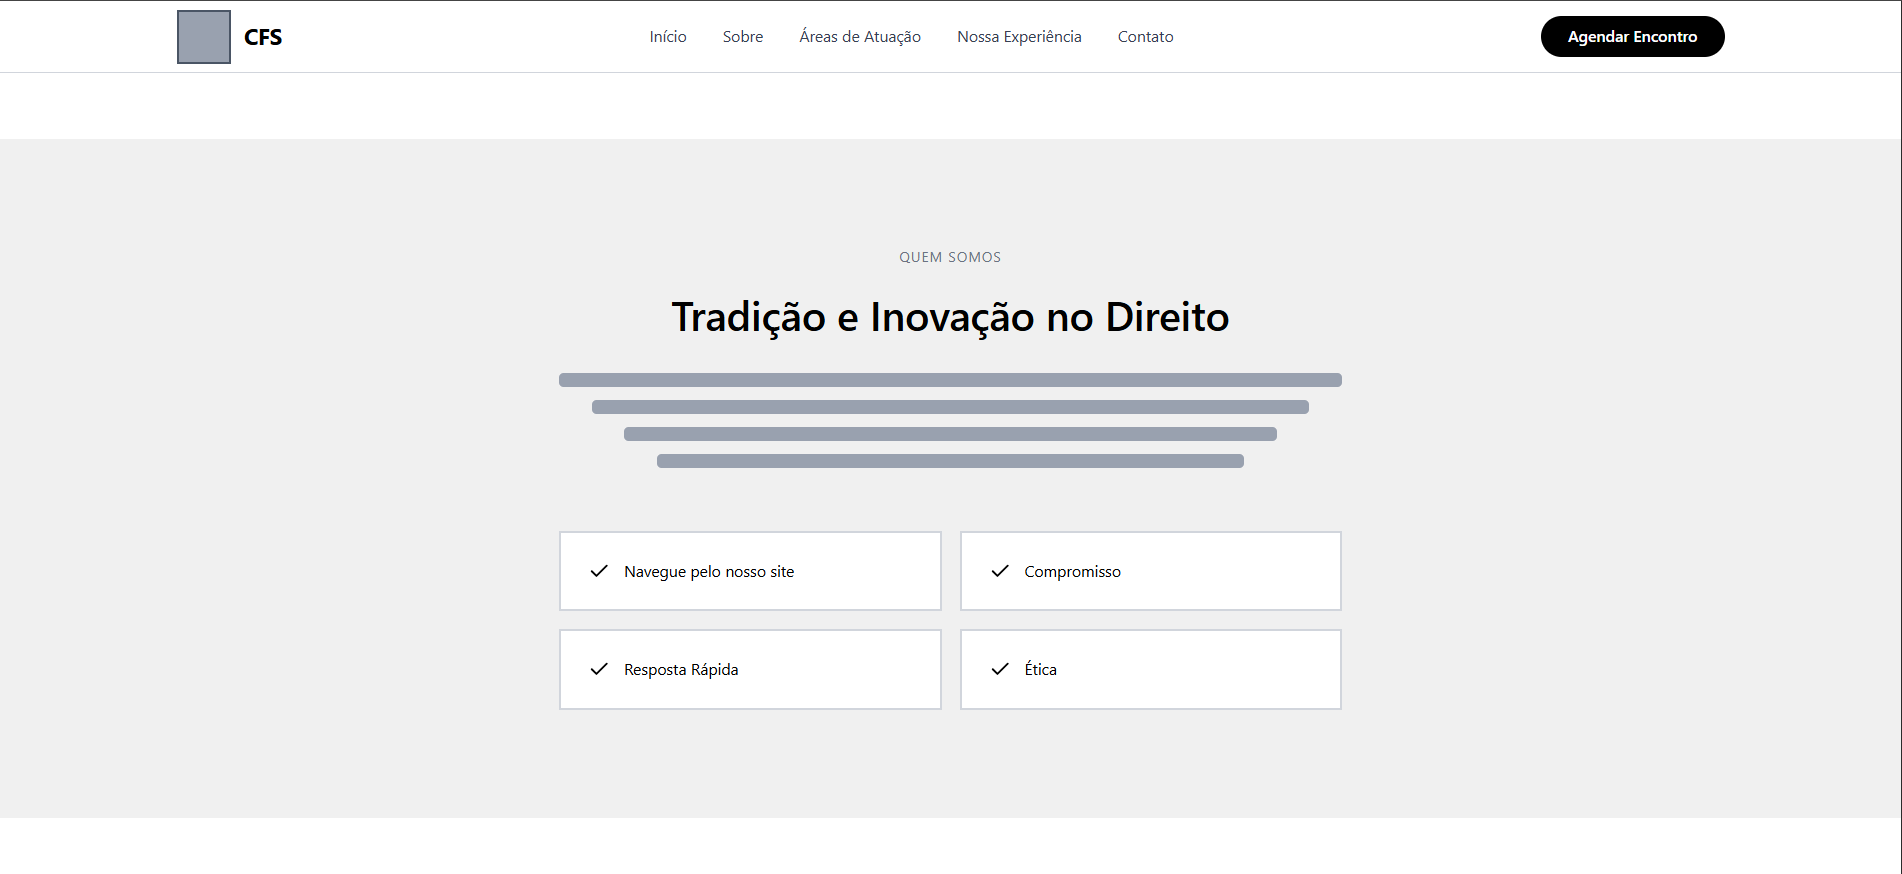 CFS
Início
Sobre
Áreas de Atuação
Nossa Experiência
Contato
Agendar Encontro
QUEM SOMOS
Tradição e Inovação no Direito
Navegue pelo nosso site
Compromisso
Resposta Rápida
Ética